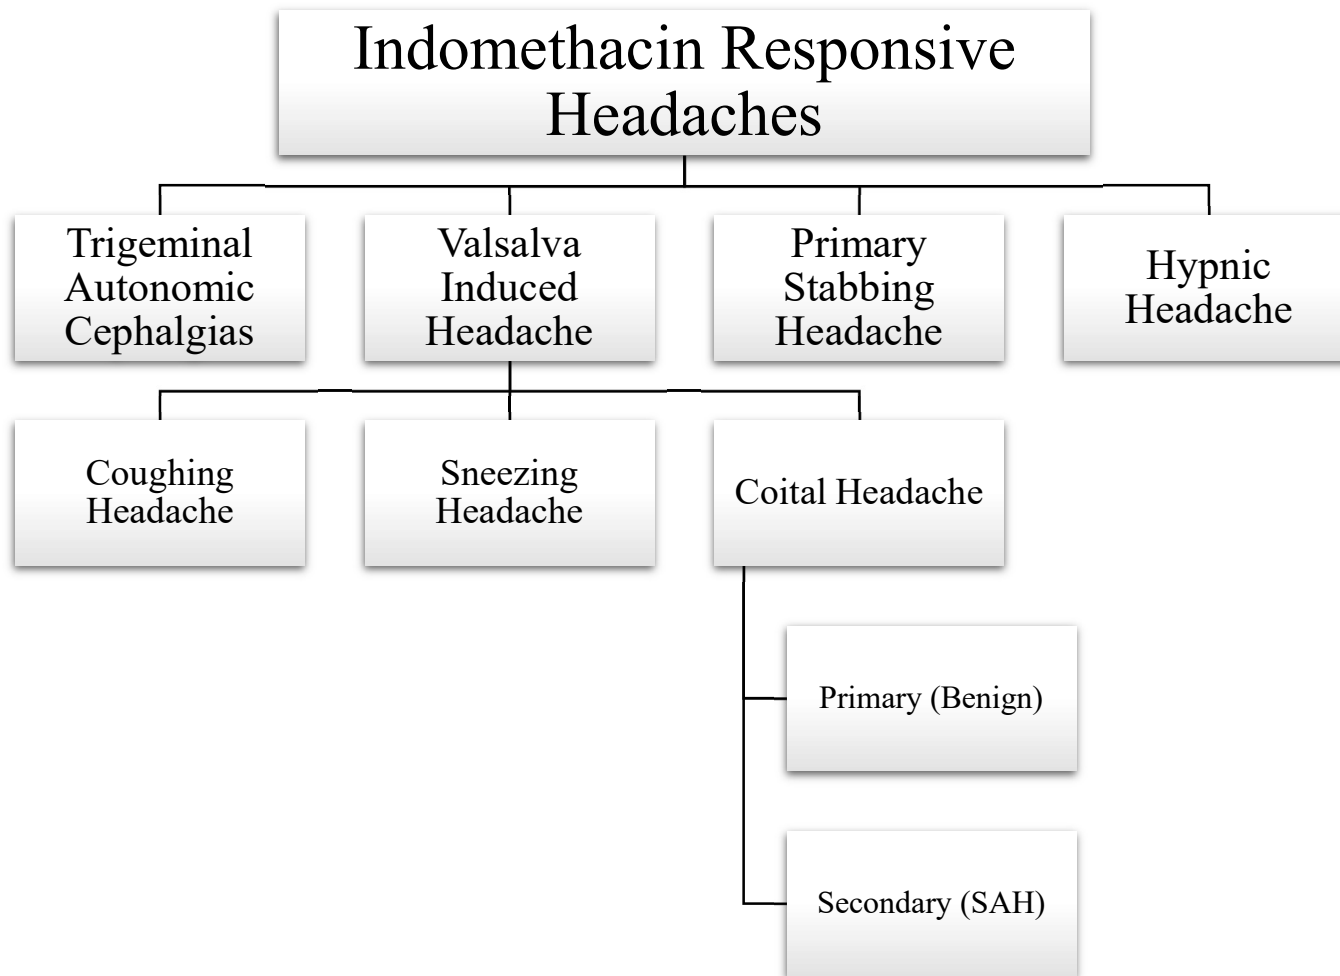 Indomethacin Responsive
Headaches
Trigeminal
Autonomic
Cephalgias
Valsalva
Induced
Headache
Primary
Stabbing
Headache
Hypnic
Headache
Coughing
Headache
Sneezing
Headache
Coital Headache
Primary (Benign)
Secondary (SAH)